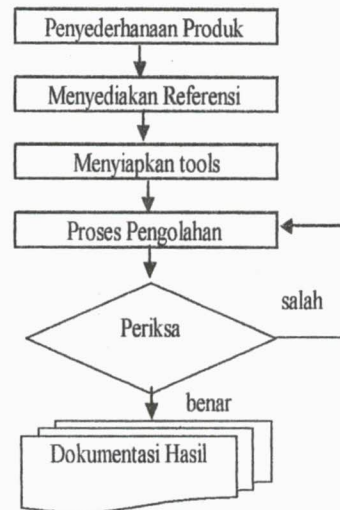 Penyederhanaan Produk
Menyediakan Referensi
Menyiapkan tools
Proses Pengolahan
salah
Periksa
benar
Dokumentasi Hasil